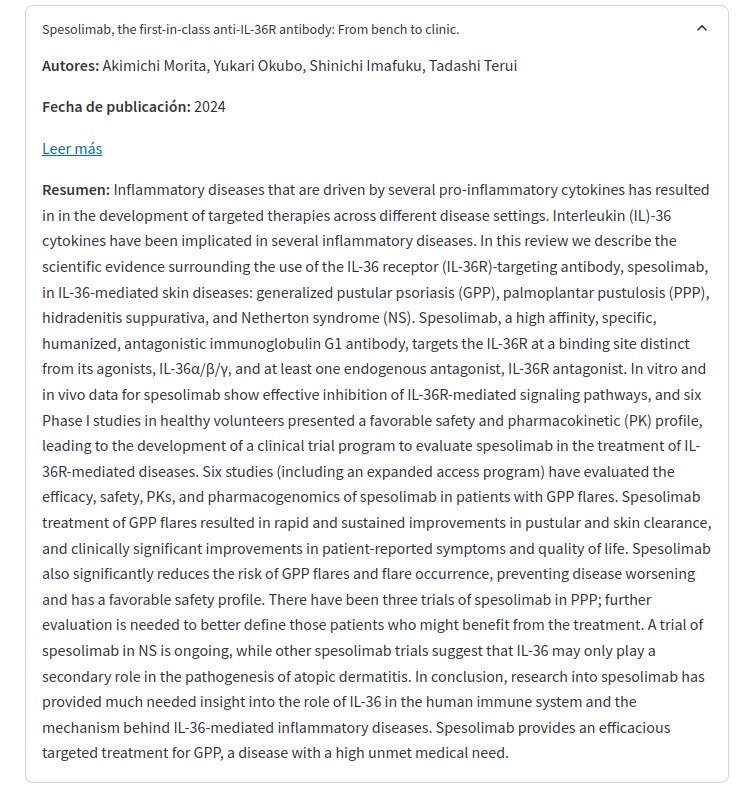 Spesolimab, the first-in-class anti-IL-36R antibody: From bench to clinic.
Autores: Akimichi Morita, Yukari Okubo, Shinichi Imafuku, Tadashi Terui
Fecha de publicación: 2024
Leer más
Resumen: Inflammatory diseases that are driven by several pro-inflammatory cytokines has resulted
in in the development of targeted therapies across different disease settings. Interleukin (IL)-36
cytokines have been implicated in several inflammatory diseases. In this review we describe the
scientific evidence surrounding the use of the IL-36 receptor (IL-36R)-targeting antibody, spesolimab,
in IL-36-mediated skin diseases: generalized pustular psoriasis (GPP), palmoplantar pustulosis (PPP),
hidradenitis suppurativa, and Netherton syndrome (NS). Spesolimab, a high affinity, specific,
humanized, antagonistic immunoglobulin G1 antibody, targets the IL-36R at a binding site distinct
from its agonists, IL-36α/β/γ, and at least one endogenous antagonist, IL-36R antagonist. In vitro and
in vivo data for spesolimab show effective inhibition of IL-36R-mediated signaling pathways, and six
Phase I studies in healthy volunteers presented a favorable safety and pharmacokinetic (PK) profile,
leading to the development of a clinical trial program to evaluate spesolimab in the treatment of IL-
36R-mediated diseases. Six studies (including an expanded access program) have evaluated the
efficacy, safety, PKs, and pharmacogenomics of spesolimab in patients with GPP flares. Spesolimab
treatment of GPP flares resulted in rapid and sustained improvements in pustular and skin clearance,
and clinically significant improvements in patient-reported symptoms and quality of life. Spesolimab
also significantly reduces the risk of GPP flares and flare occurrence, preventing disease worsening
and has a favorable safety profile. There have been three trials of spesolimab in PPP; further
evaluation is needed to better define those patients who might benefit from the treatment. A trial of
spesolimab in NS is ongoing, while other spesolimab trials suggest that IL-36 may only play a
secondary role in the pathogenesis of atopic dermatitis. In conclusion, research into spesolimab has
provided much needed insight into the role of IL-36 in the human immune system and the
mechanism behind IL-36-mediated inflammatory diseases. Spesolimab provides an efficacious
targeted treatment for GPP, a disease with a high unmet medical need.